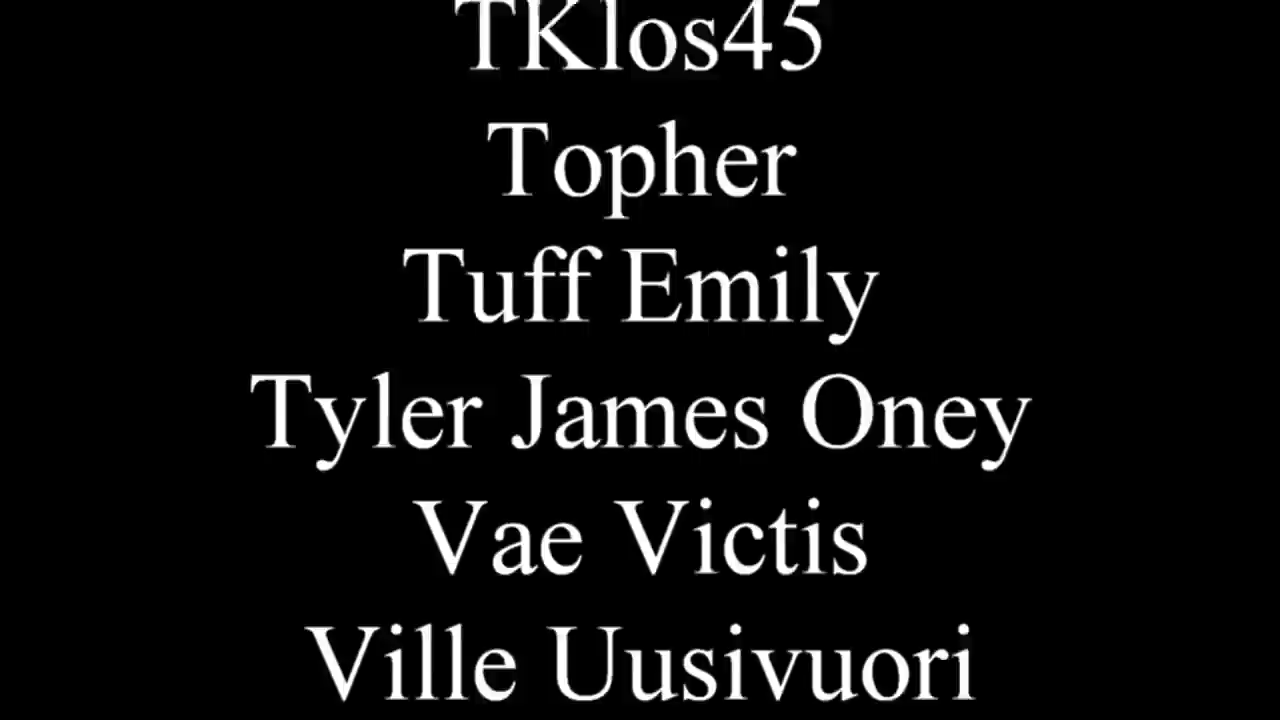 TKlos45
Topher
Tuff Emily
Tyler James Oney
Vae Victis
Ville Uusivuori